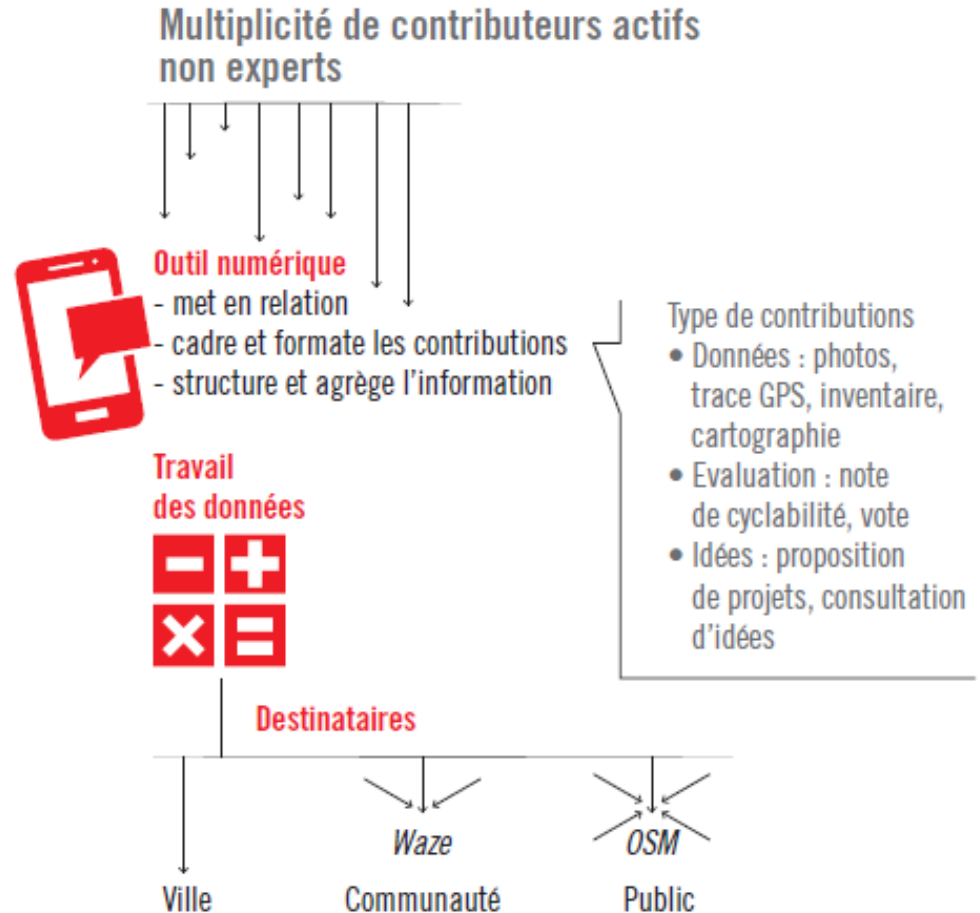 Multiplicité de contributeurs actifs
non experts
Outil numérique
- met en relation
- cadre et formate les contributions
- structure et agrège l’information
Type de contributions
• Données : photos,
trace GPS, inventaire,
cartographie
• Evaluation : note
de cyclabilité, vote
• Idées : proposition
de projets, consultation
d’idées
Travail
des données
Destinataires
Waze
OSM
Ville
Communauté
Public